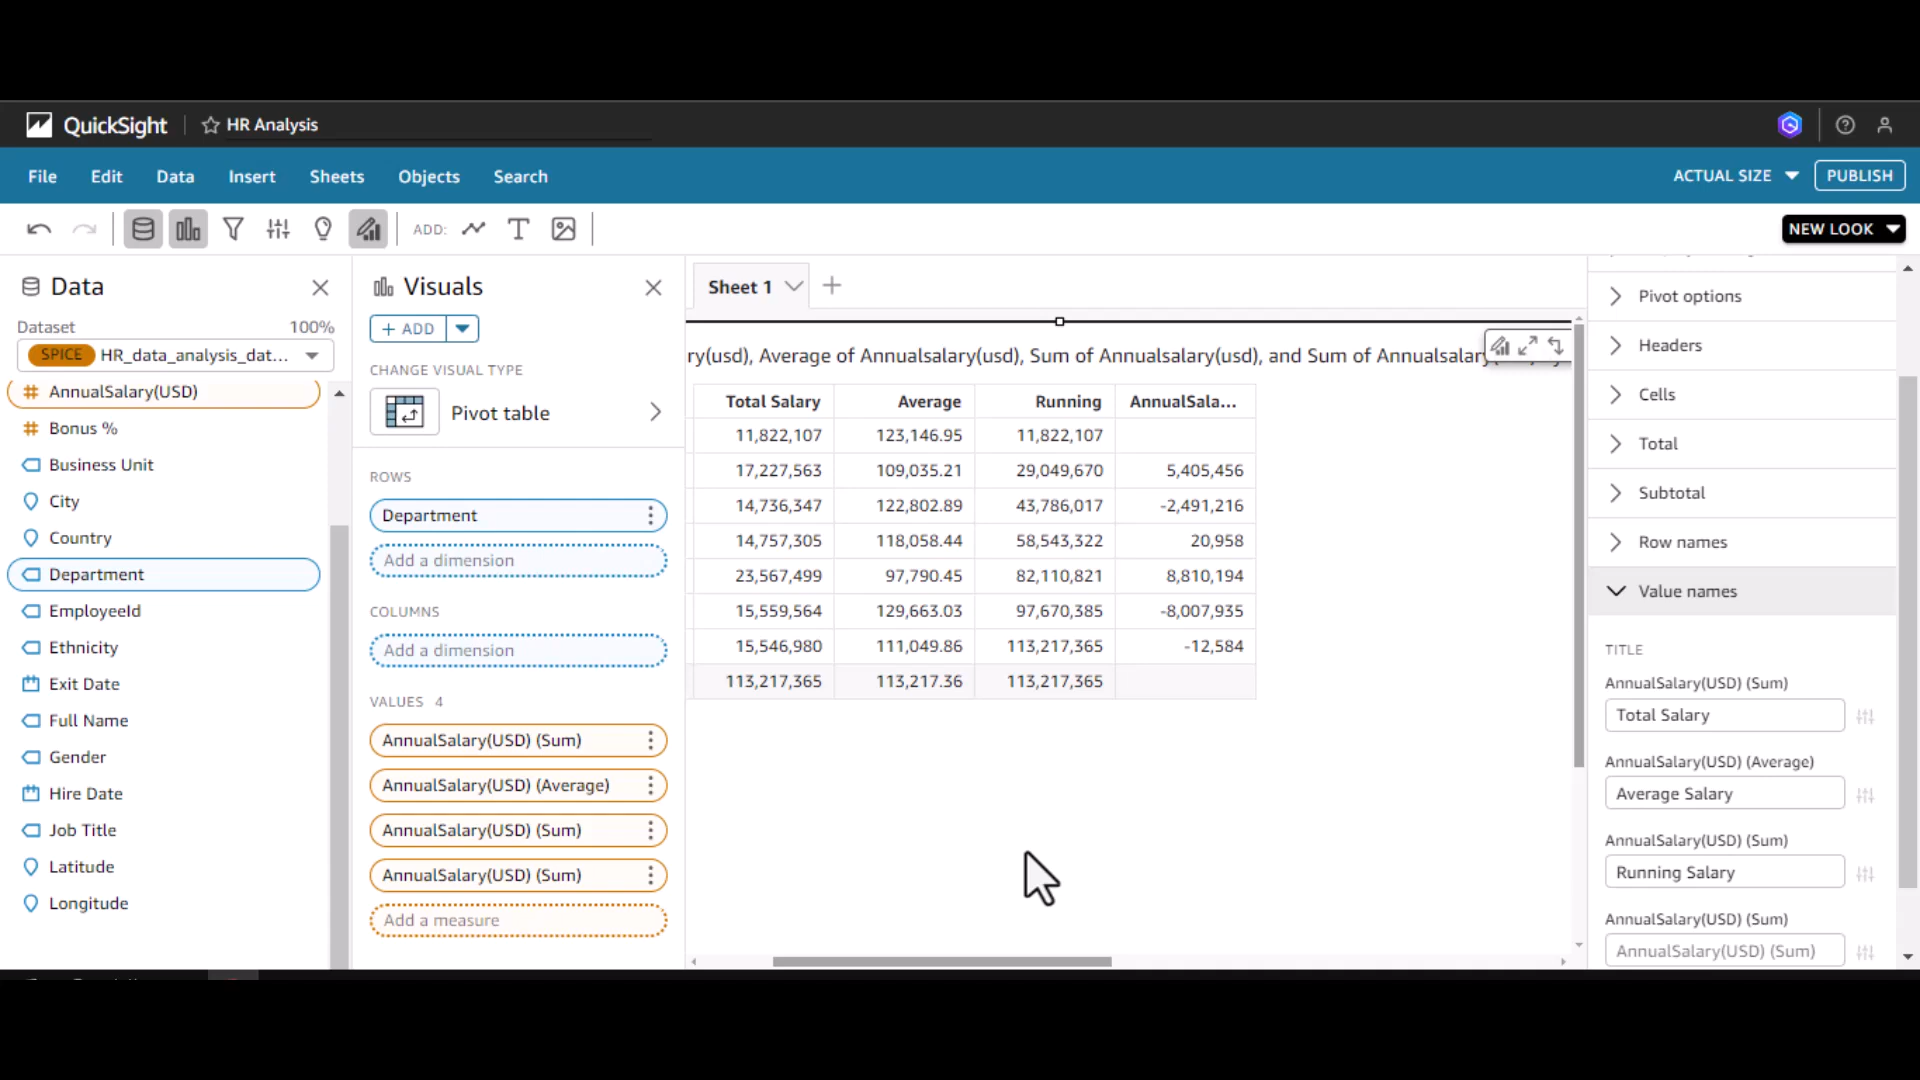 QuickSight HR Analysis
File Edit Data Insert Sheets Objects Search ACTUAL SIZE PUBLISH
ADD: NEW LOOK
Data
Dataset 100%
SPICE HR_data_analysis_dat...
AnnualSalary(USD)
Bonus %
Business Unit
City
Country
Department
EmployeeId
Ethnicity
Exit Date
Full Name
Gender
Hire Date
Job Title
Latitude
Longitude
Visuals
+ ADD
CHANGE VISUAL TYPE
Pivot table
ROWS
Department
Add a dimension
COLUMNS
Add a dimension
VALUES 4
AnnualSalary(USD) (Sum)
AnnualSalary(USD) (Average)
AnnualSalary(USD) (Sum)
AnnualSalary(USD) (Sum)
Add a measure
Sheet 1
ry(usd), Average of Annualsalary(usd), Sum of Annualsalary(usd), and Sum of Annualsalary
Total Salary Average Running AnnualSala...
11,822,107 123,146.95 11,822,107
17,227,563 109,035.21 29,049,670 5,405,456
14,736,347 122,802.89 43,786,017 -2,491,216
14,757,305 118,058.44 58,543,322 20,958
23,567,499 97,790.45 82,110,821 8,810,194
15,559,564 129,663.03 97,670,385 -8,007,935
15,546,980 111,049.86 113,217,365 -12,584
113,217,365 113,217.36 113,217,365
Pivot options
Headers
Cells
Total
Subtotal
Row names
Value names
TITLE
AnnualSalary(USD) (Sum)
Total Salary
AnnualSalary(USD) (Average)
Average Salary
AnnualSalary(USD) (Sum)
Running Salary
AnnualSalary(USD) (Sum)
AnnualSalary(USD) (Sum)